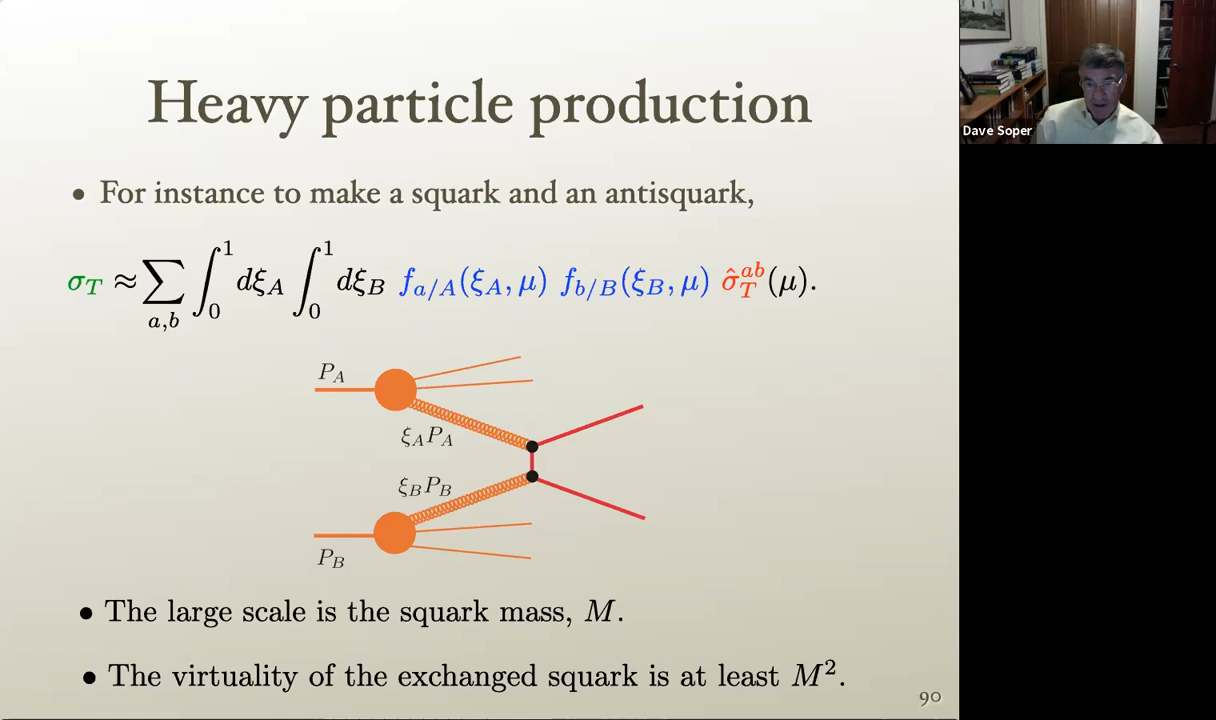 Heavy particle production
• For instance to make a squark and an antisquark,
σ_T ≈ ∑_{a,b} ∫_0^1 dξ_A ∫_0^1 dξ_B f_{a/A}(ξ_A, μ) f_{b/B}(ξ_B, μ) σ̂_T^{ab}(μ).
P_A
ξ_A P_A
ξ_B P_B
P_B
• The large scale is the squark mass, M.
• The virtuality of the exchanged squark is at least M².
90
Dave Soper